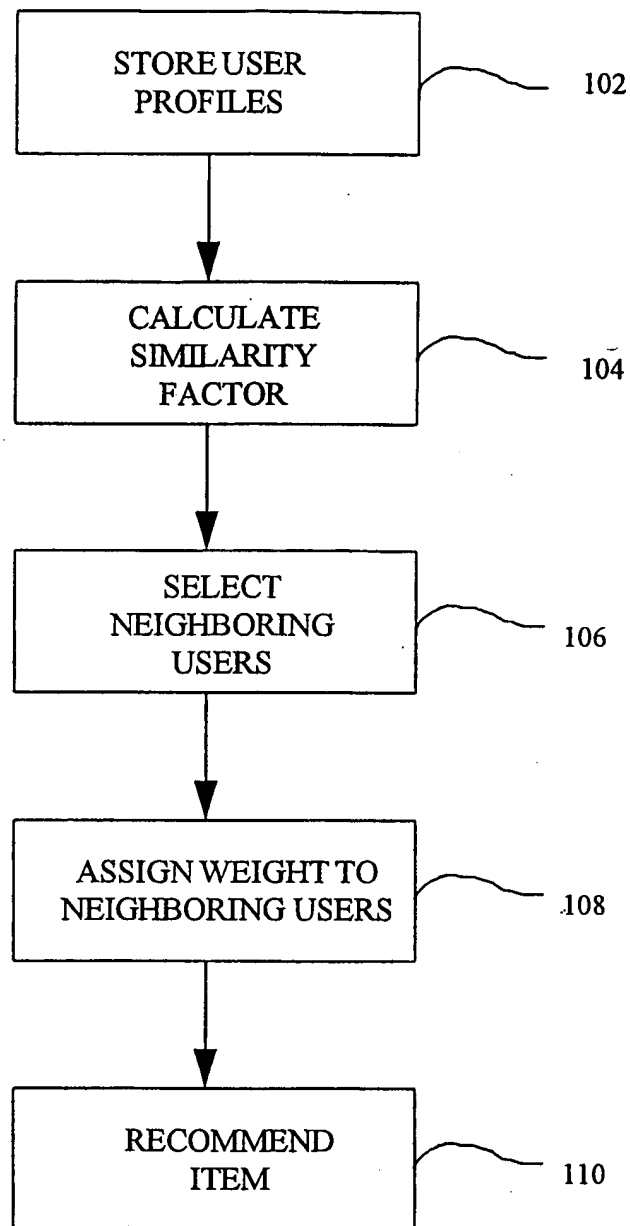 STORE USER
PROFILES
102
CALCULATE
SIMILARITY
FACTOR
104
SELECT
NEIGHBORING
USERS
106
ASSIGN WEIGHT TO
NEIGHBORING USERS
108
RECOMMEND
ITEM
110